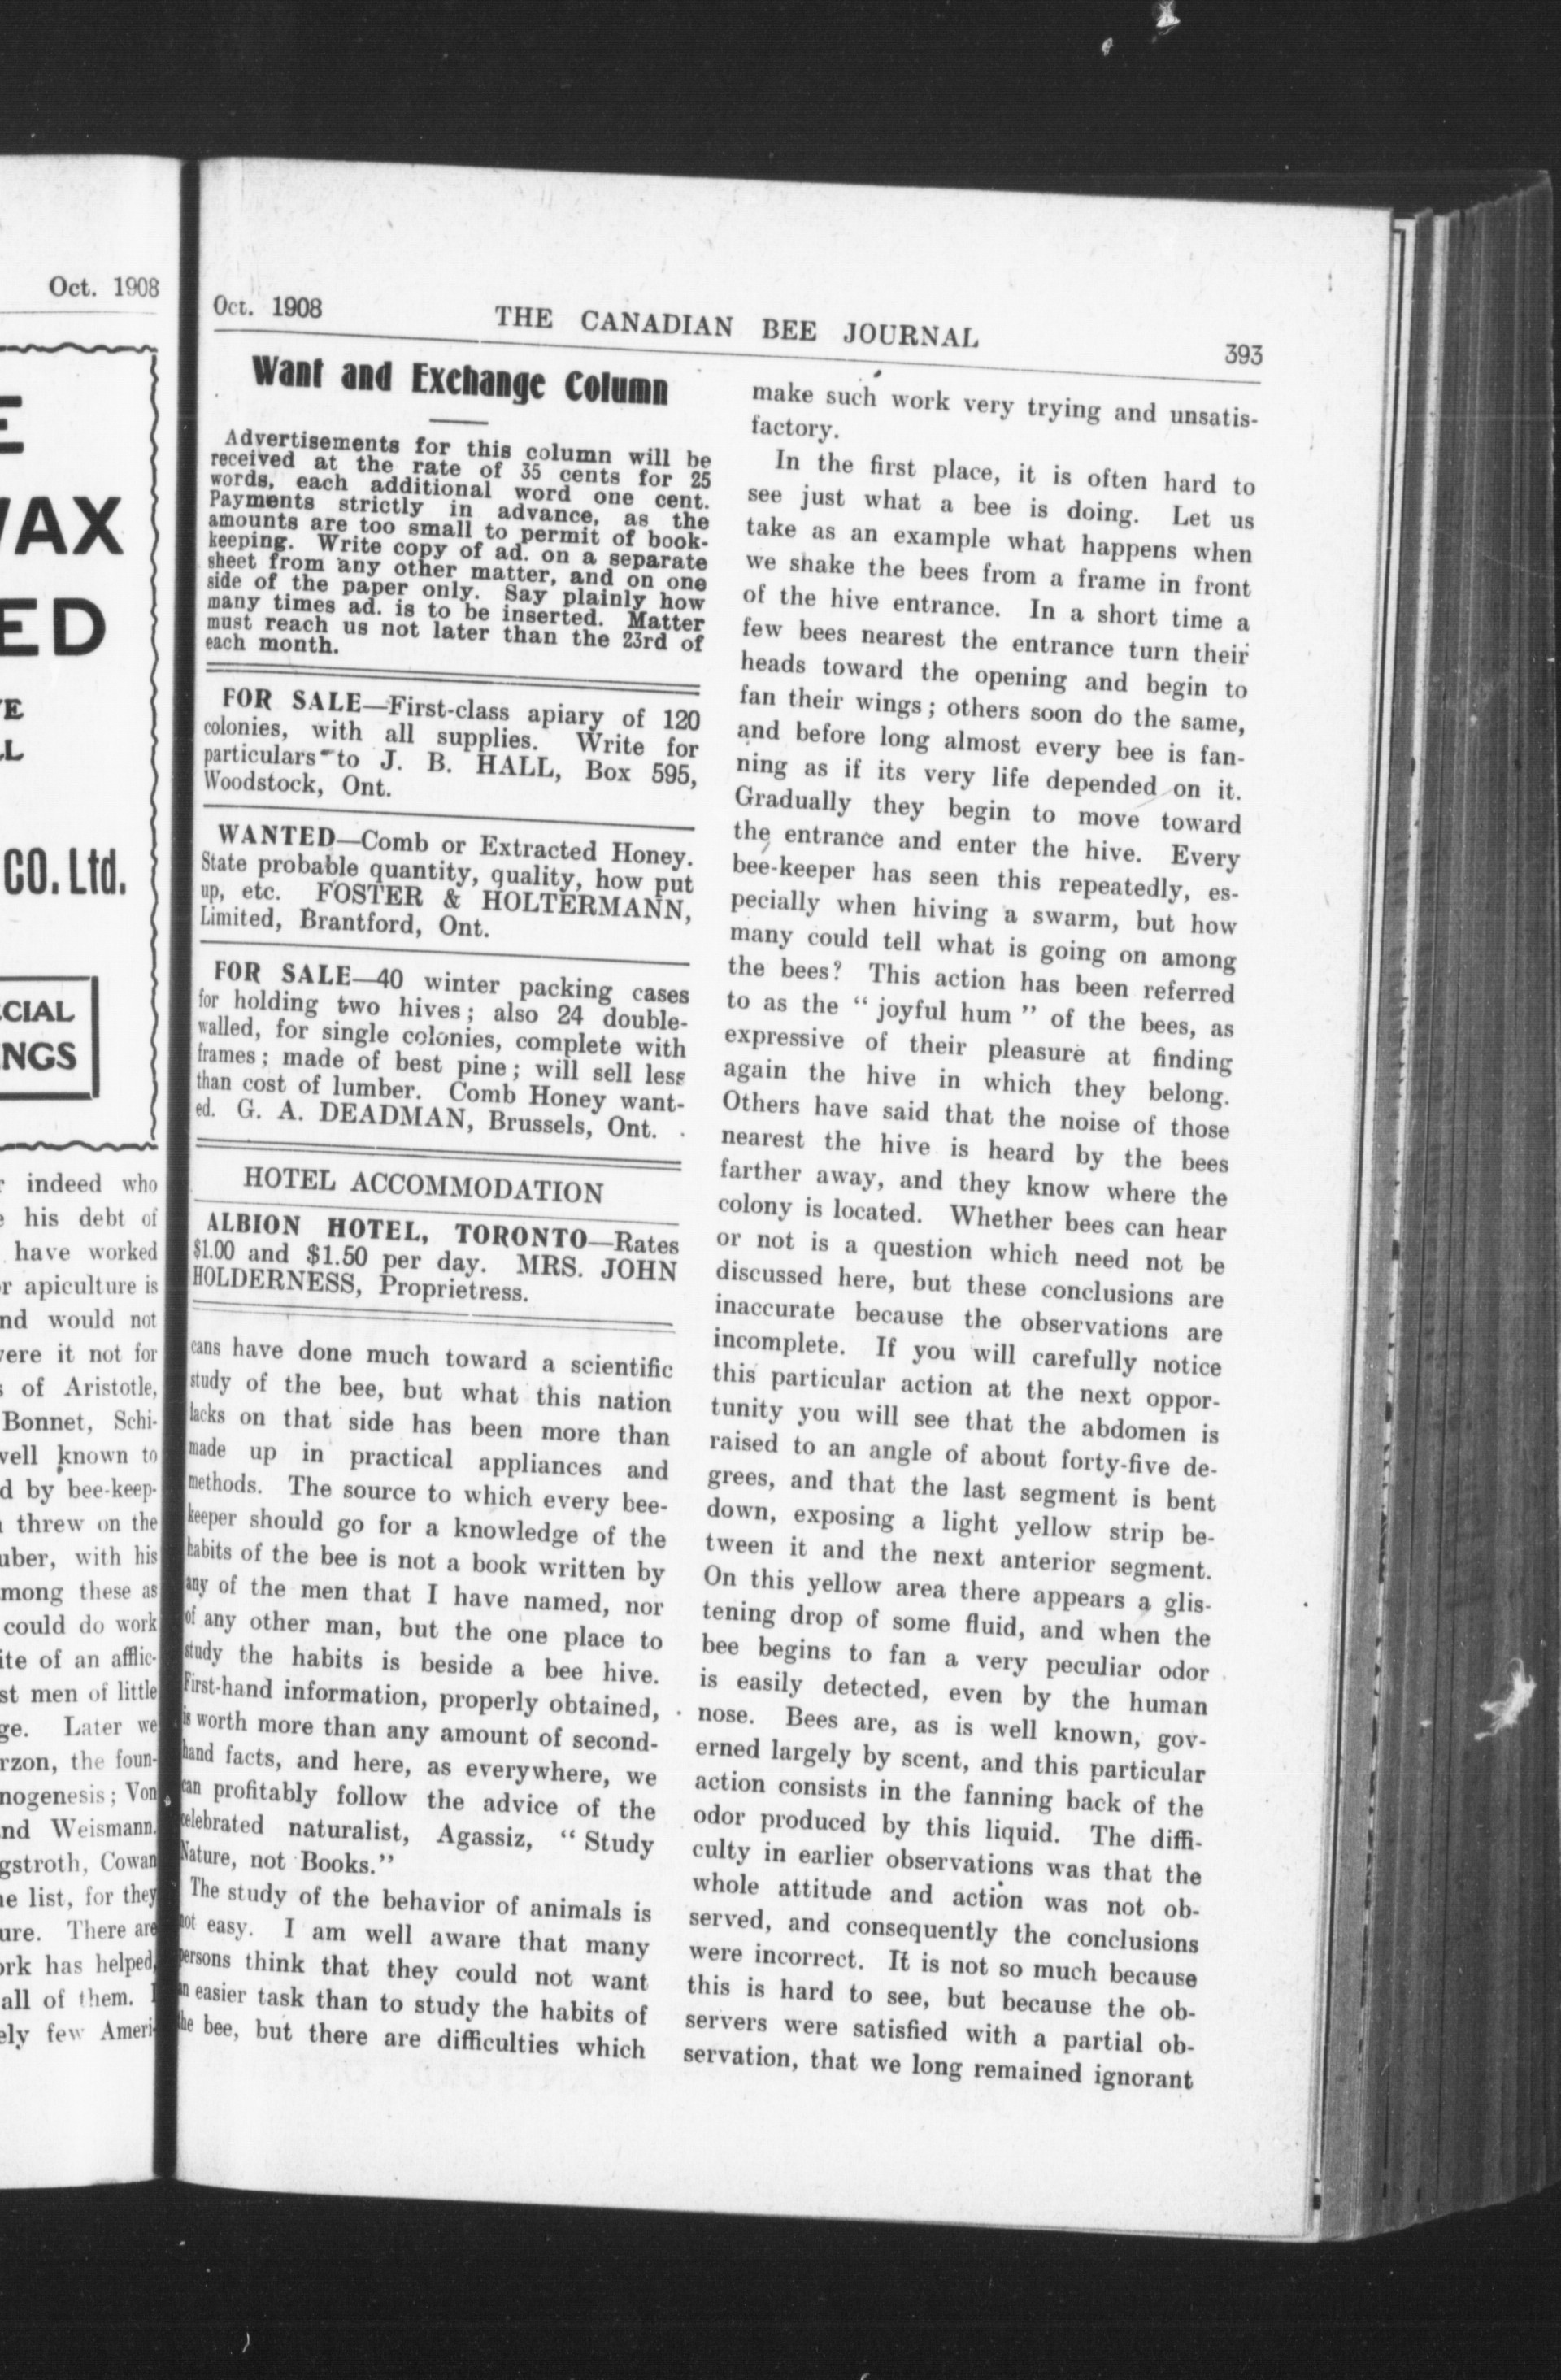 Oct. 1908
E
AX
ED
E
L
CO. Ltd.
CIAL
NGS
indeed who
his debt of
have worked
apiculture is
would not
it not for
of Aristotle,
Bonnet, Schi-
known to
by bee-keep-
threw on the
with his
these as
could do work
of an afflic-
men of little
Later we
the foun-
Von
Weismann.
Cowan
list, for they
There are
has helped,
all of them. I
few Ameri-
Oct. 1908 THE CANADIAN BEE JOURNAL 393
Want and Exchange Column
Advertisements for this column will be
received at the rate of 35 cents for 25
words, each additional word one cent.
Payments strictly in advance, as the
amounts are too small to permit of book-
keeping. Write copy of ad. on a separate
sheet from any other matter, and on one
side of the paper only. Say plainly how
many times ad. is to be inserted. Matter
must reach us not later than the 23rd of
each month.
FOR SALE—First-class apiary of 120
colonies, with all supplies. Write for
particulars to J. B. HALL, Box 595,
Woodstock, Ont.
WANTED—Comb or Extracted Honey.
State probable quantity, quality, how put
up, etc. FOSTER & HOLTERMANN,
Limited, Brantford, Ont.
FOR SALE—40 winter packing cases
for holding two hives; also 24 double-
walled, for single colonies, complete with
frames; made of best pine; will sell less
than cost of lumber. Comb Honey want-
ed. G. A. DEADMAN, Brussels, Ont.
HOTEL ACCOMMODATION
ALBION HOTEL, TORONTO—Rates
$1.00 and $1.50 per day. MRS. JOHN
HOLDERNESS, Proprietress.
cans have done much toward a scientific
study of the bee, but what this nation
lacks on that side has been more than
made up in practical appliances and
methods. The source to which every bee-
keeper should go for a knowledge of the
habits of the bee is not a book written by
any of the men that I have named, nor
of any other man, but the one place to
study the habits is beside a bee hive.
First-hand information, properly obtained,
is worth more than any amount of second-
hand facts, and here, as everywhere, we
can profitably follow the advice of the
celebrated naturalist, Agassiz, "Study
Nature, not Books."
The study of the behavior of animals is
not easy. I am well aware that many
persons think that they could not want
an easier task than to study the habits of
the bee, but there are difficulties which
make such work very trying and unsatis-
factory.
In the first place, it is often hard to
see just what a bee is doing. Let us
take as an example what happens when
we shake the bees from a frame in front
of the hive entrance. In a short time a
few bees nearest the entrance turn their
heads toward the opening and begin to
fan their wings; others soon do the same,
and before long almost every bee is fan-
ning as if its very life depended on it.
Gradually they begin to move toward
the entrance and enter the hive. Every
bee-keeper has seen this repeatedly, es-
pecially when hiving a swarm, but how
many could tell what is going on among
the bees? This action has been referred
to as the "joyful hum" of the bees, as
expressive of their pleasure at finding
again the hive in which they belong.
Others have said that the noise of those
nearest the hive is heard by the bees
farther away, and they know where the
colony is located. Whether bees can hear
or not is a question which need not be
discussed here, but these conclusions are
inaccurate because the observations are
incomplete. If you will carefully notice
this particular action at the next oppor-
tunity you will see that the abdomen is
raised to an angle of about forty-five de-
grees, and that the last segment is bent
down, exposing a light yellow strip be-
tween it and the next anterior segment.
On this yellow area there appears a glis-
tening drop of some fluid, and when the
bee begins to fan a very peculiar odor
is easily detected, even by the human
nose. Bees are, as is well known, gov-
erned largely by scent, and this particular
action consists in the fanning back of the
odor produced by this liquid. The diffi-
culty in earlier observations was that the
whole attitude and action was not ob-
served, and consequently the conclusions
were incorrect. It is not so much because
this is hard to see, but because the ob-
servers were satisfied with a partial ob-
servation, that we long remained ignorant